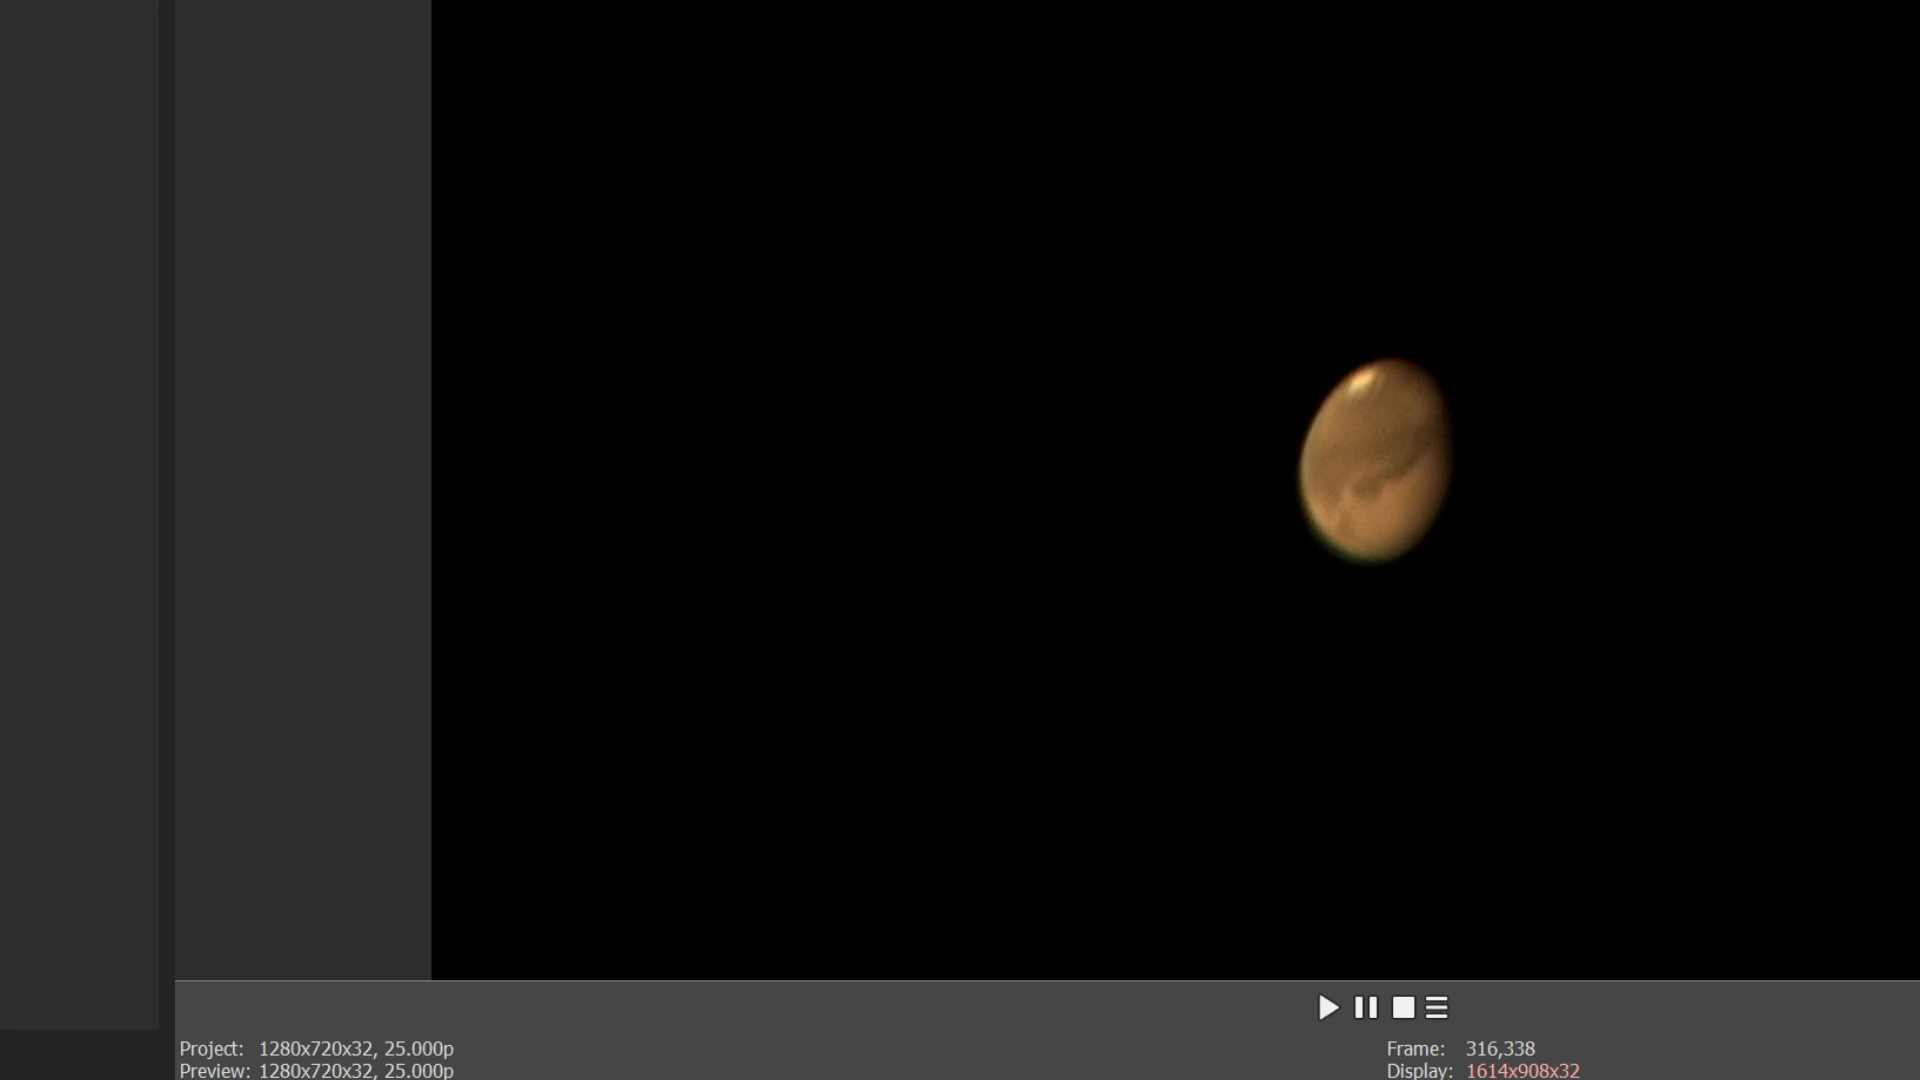 Project: 1280x720x32, 25.000p
Frame: 316,338
Preview: 1280x720x32, 25.000p
Display: 1614x908x32